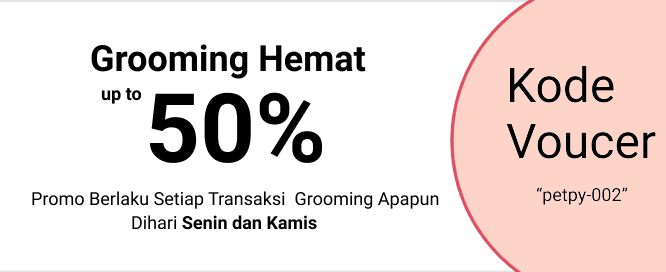 Grooming Hemat
up to
50%
Promo Berlaku Setiap Transaksi Grooming Apapun
Dihari Senin dan Kamis
Kode
Voucer
“petpy-002”